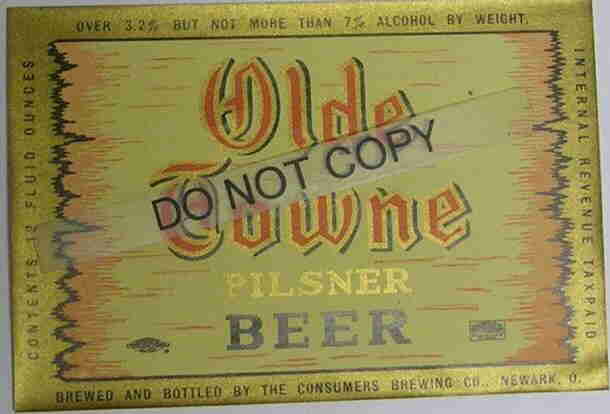 OVER 3.2% BUT NOT MORE THAN 7% ALCOHOL BY WEIGHT.
CONTENTS 12 FLUID OUNCES
INTERNAL REVENUE TAXPAID
Olde
Towne
DO NOT COPY
PILSNER
BEER
BREWED AND BOTTLED BY THE CONSUMERS BREWING CO., NEWARK, O.